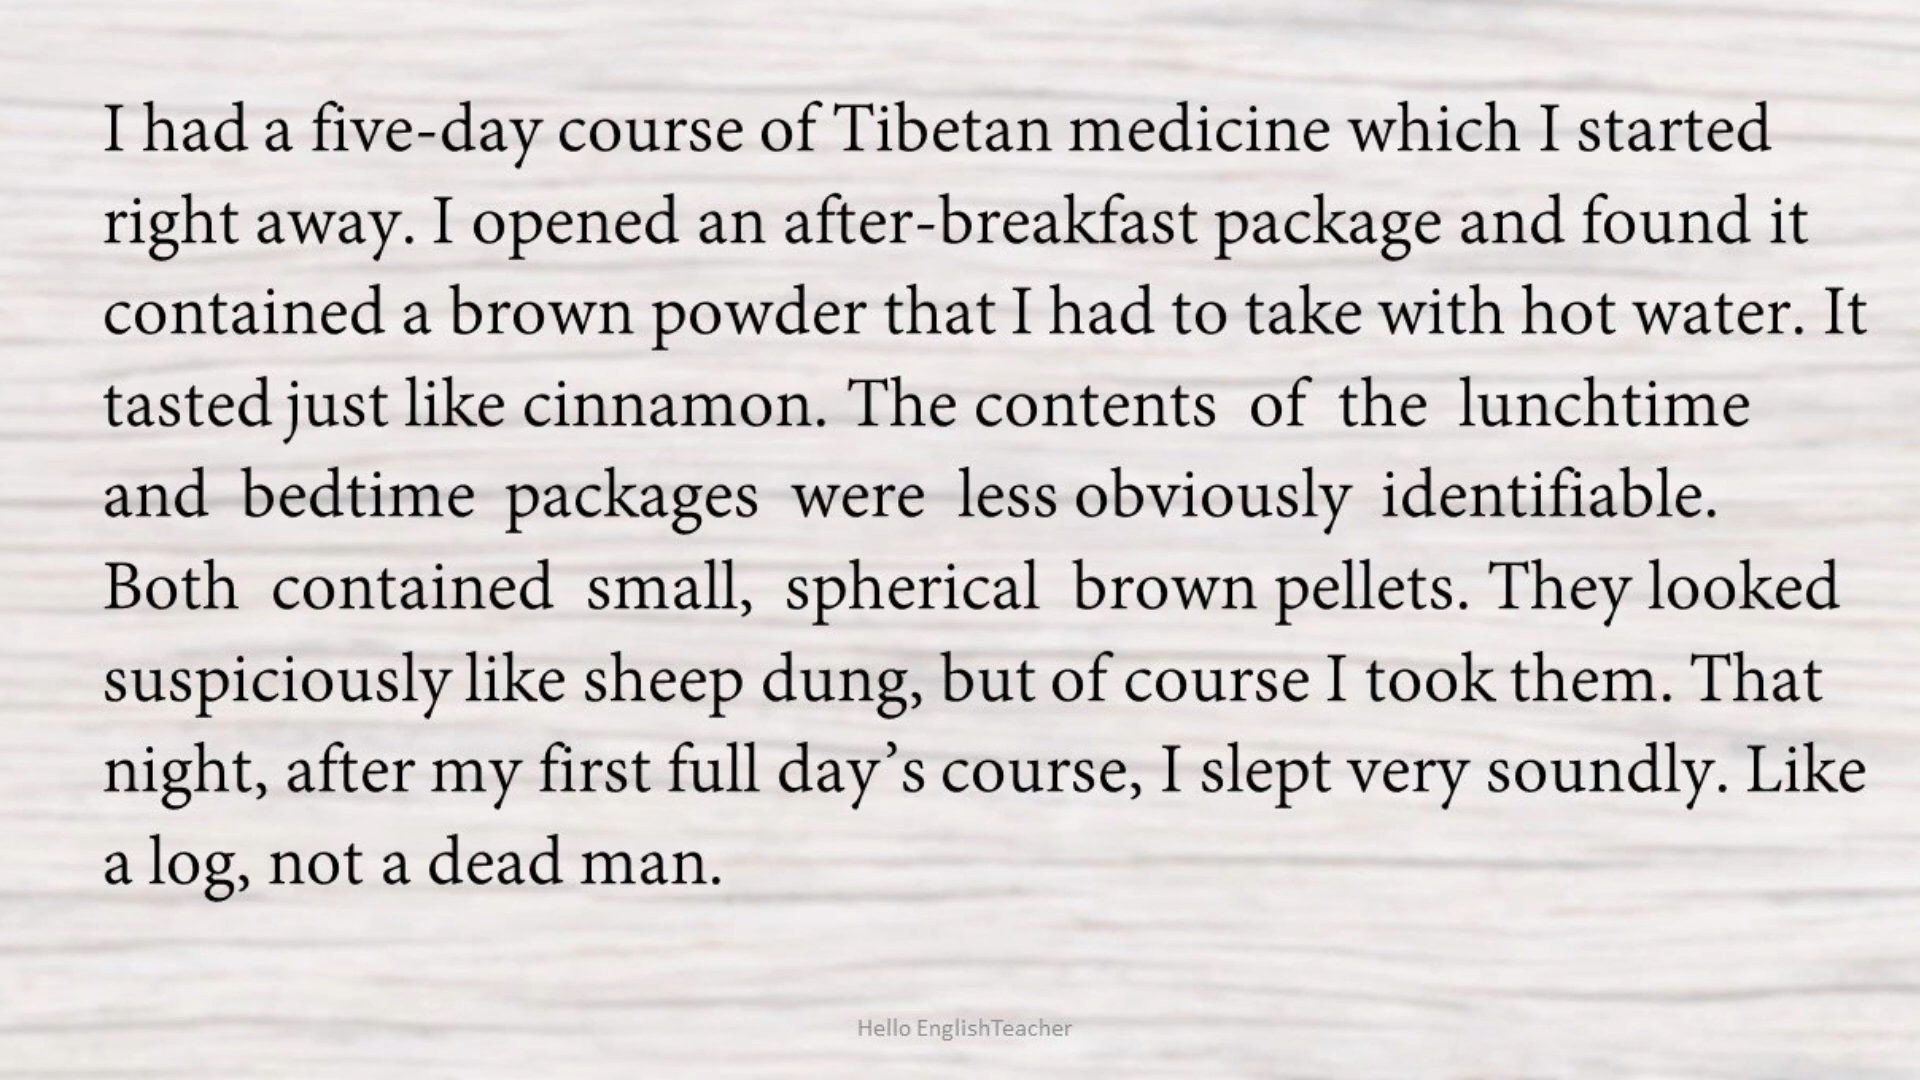 I had a five-day course of Tibetan medicine which I started
right away. I opened an after-breakfast package and found it
contained a brown powder that I had to take with hot water. It
tasted just like cinnamon. The contents of the lunchtime
and bedtime packages were less obviously identifiable.
Both contained small, spherical brown pellets. They looked
suspiciously like sheep dung, but of course I took them. That
night, after my first full day’s course, I slept very soundly. Like
a log, not a dead man.
Hello EnglishTeacher